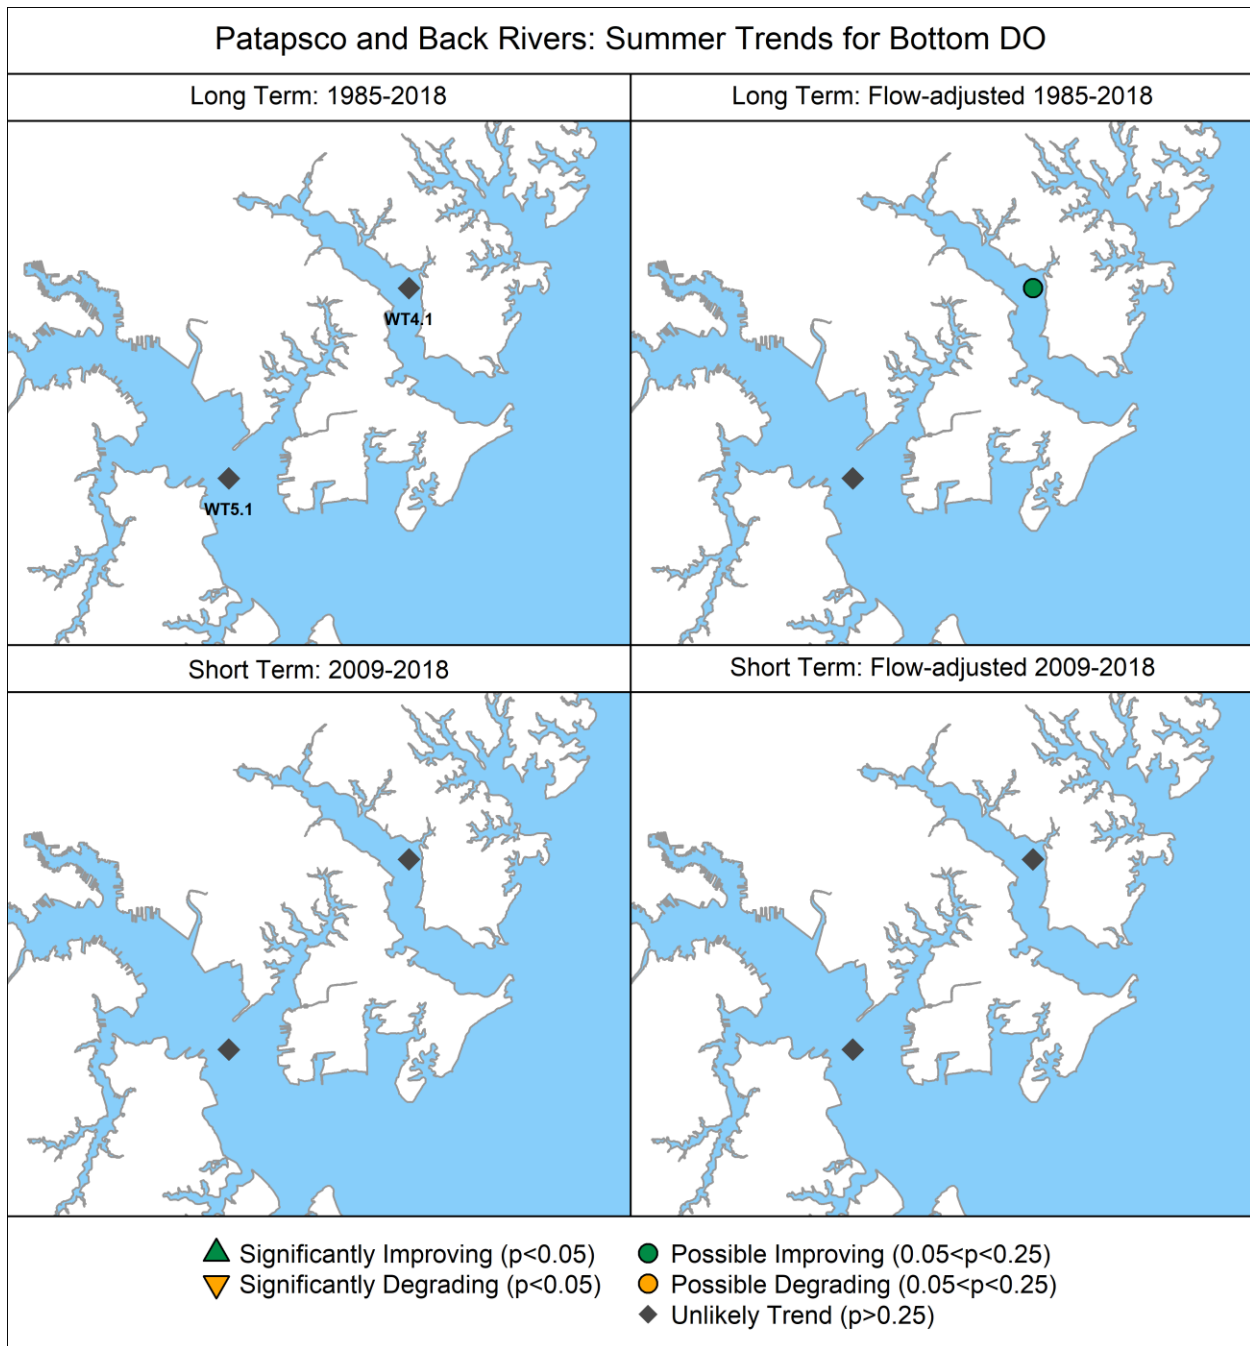 Patapsco and Back Rivers: Summer Trends for Bottom DO
Long Term: 1985-2018
Long Term: Flow-adjusted 1985-2018
WT4.1
WT5.1
Short Term: 2009-2018
Short Term: Flow-adjusted 2009-2018
Significantly Improving (p<0.05)
Possible Improving (0.05<p<0.25)
Significantly Degrading (p<0.05)
Possible Degrading (0.05<p<0.25)
Unlikely Trend (p>0.25)